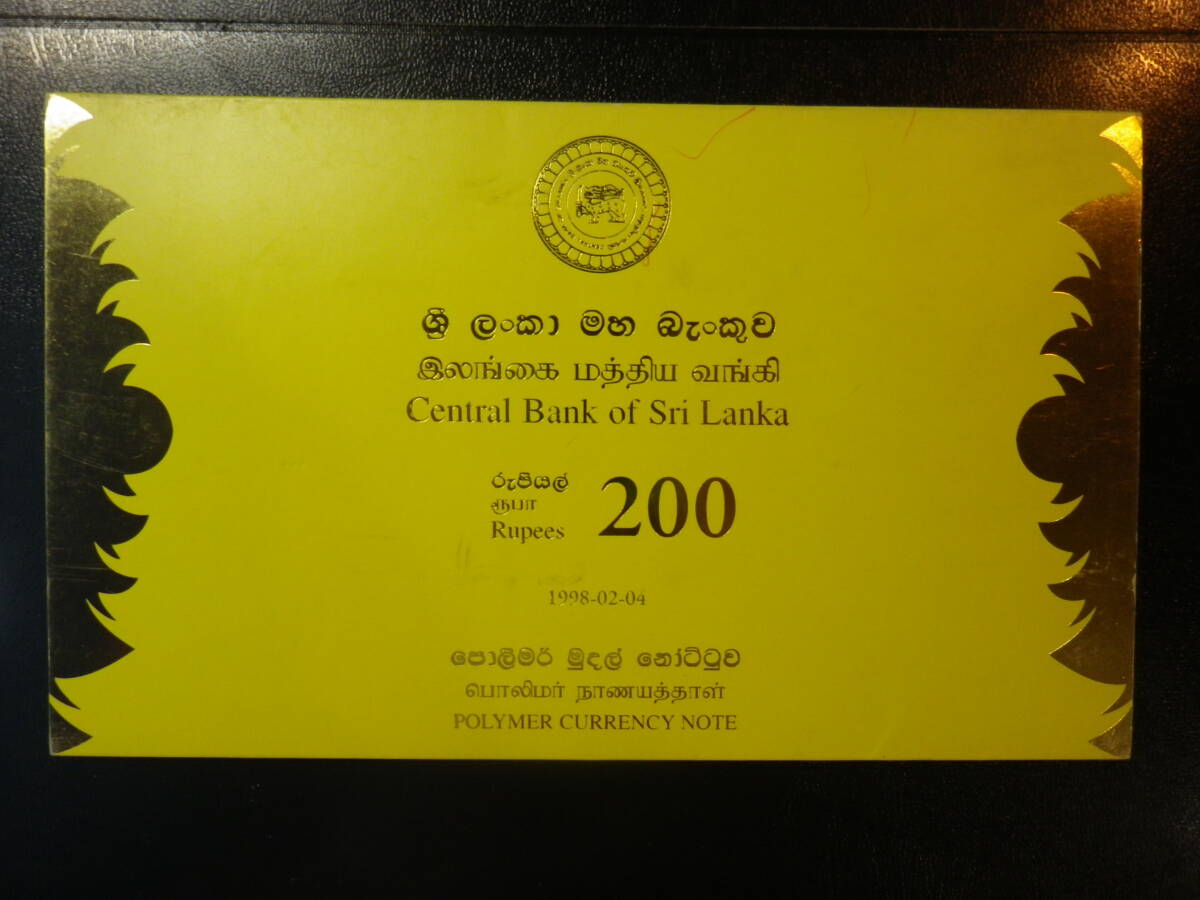 ශ්‍රී ලංකා මහ බැංකුව
இலங்கை மத்திய வங்கி
Central Bank of Sri Lanka
රුපියල්
ரூபா
Rupees
200
1998-02-04
පොලිමර් මුදල් නෝට්ටුව
பொலிமர் நாணயத்தாள்
POLYMER CURRENCY NOTE